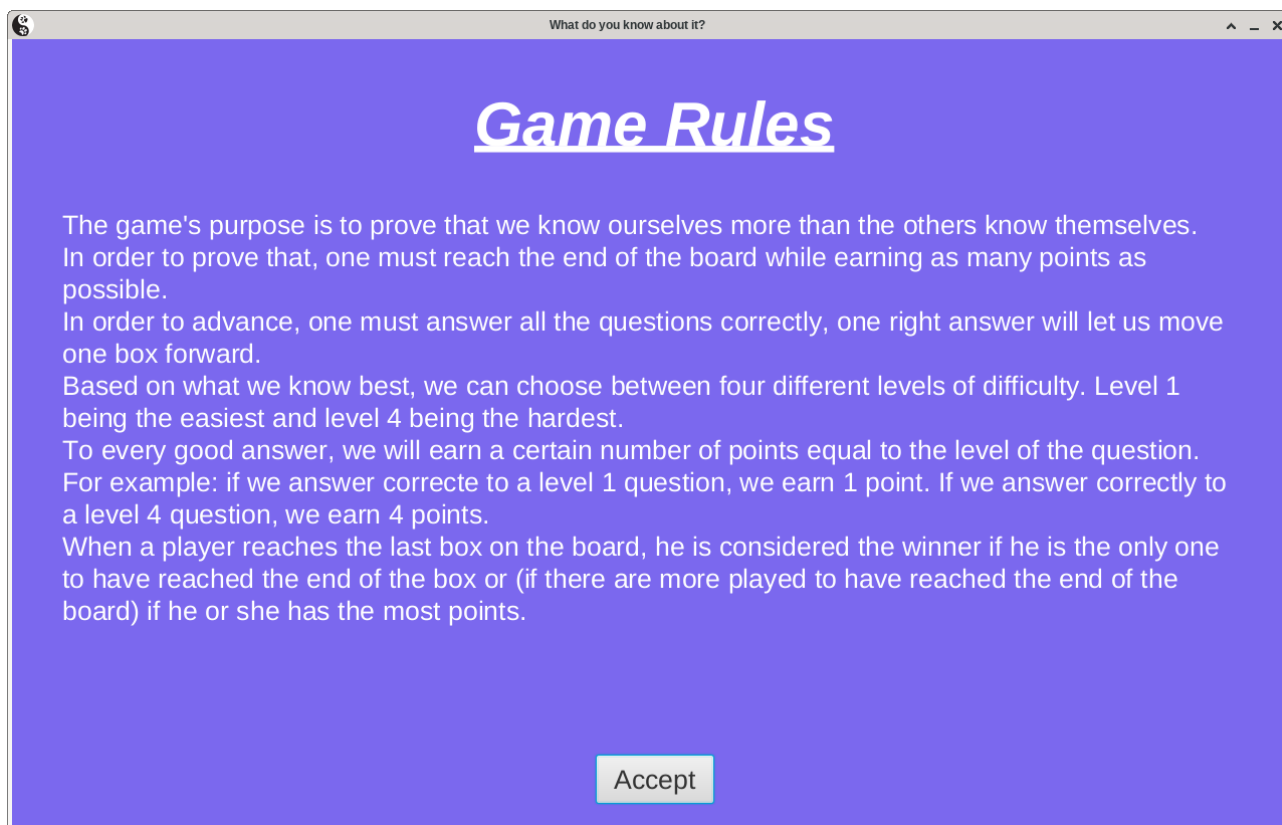 What do you know about it?
Game Rules
The game's purpose is to prove that we know ourselves more than the others know themselves.
In order to prove that, one must reach the end of the board while earning as many points as
possible.
In order to advance, one must answer all the questions correctly, one right answer will let us move
one box forward.
Based on what we know best, we can choose between four different levels of difficulty. Level 1
being the easiest and level 4 being the hardest.
To every good answer, we will earn a certain number of points equal to the level of the question.
For example: if we answer correcte to a level 1 question, we earn 1 point. If we answer correctly to
a level 4 question, we earn 4 points.
When a player reaches the last box on the board, he is considered the winner if he is the only one
to have reached the end of the box or (if there are more played to have reached the end of the
board) if he or she has the most points.
Accept